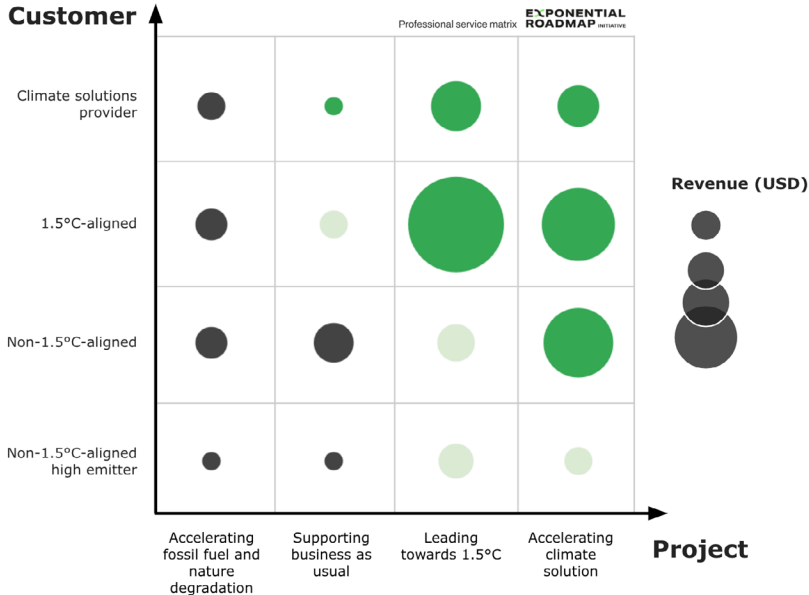 Customer
Professional service matrix
EXPONENTIAL
ROADMAP INITIATIVE
Climate solutions
provider
1.5°C-aligned
Non-1.5°C-aligned
Non-1.5°C-aligned
high emitter
Revenue (USD)
Accelerating
fossil fuel and
nature
degradation
Supporting
business as
usual
Leading
towards 1.5°C
Accelerating
climate
solution
Project